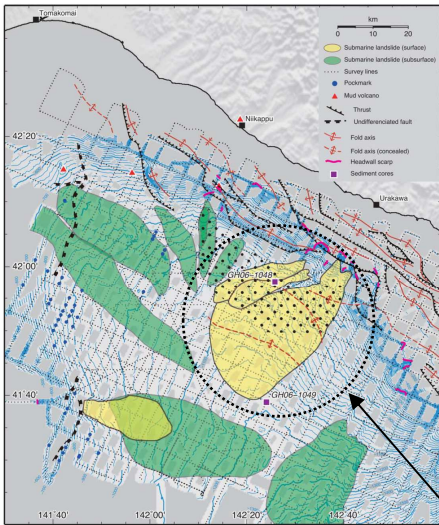 Tomakomai
km
0 10 20
Submarine landslide (surface)
Submarine landslide (subsurface)
Survey lines
Pockmark
Mud volcano
Thrust
Undifferenciated fault
Fold axis
Fold axis (concealed)
Headwall scarp
Sediment cores
Niikappu
42°20'
Urakawa
42°00'
GH06-1048
41°40'
GH06-1049
141°40' 142°00' 142°20' 142°40'